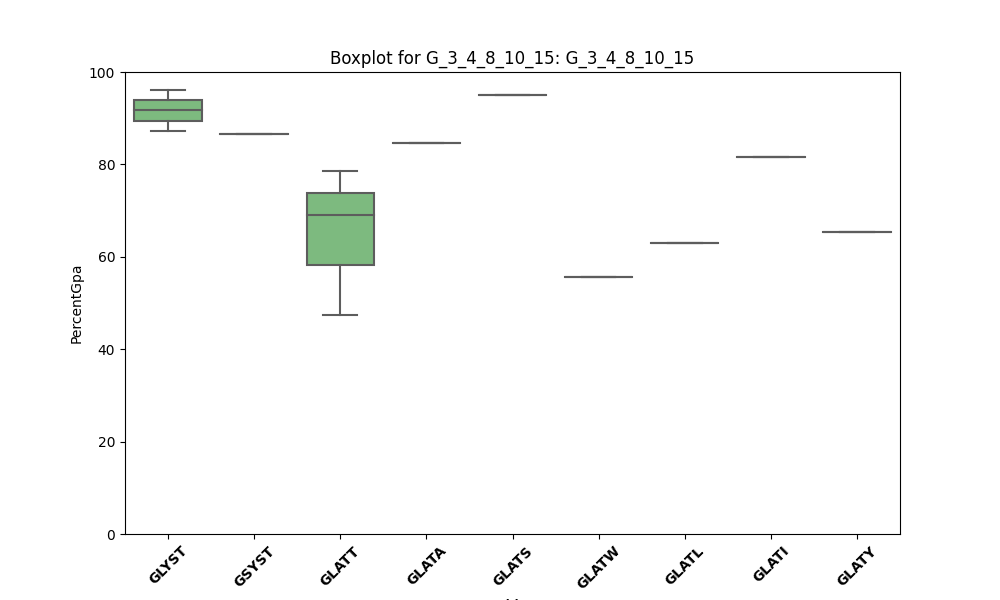 Boxplot for G_3_4_8_10_15: G_3_4_8_10_15
100
80
60
40
20
0
PercentGpa
GLYST
GSYST
GLATT
GLATA
GLATS
GLATW
GLATL
GLATI
GLATY